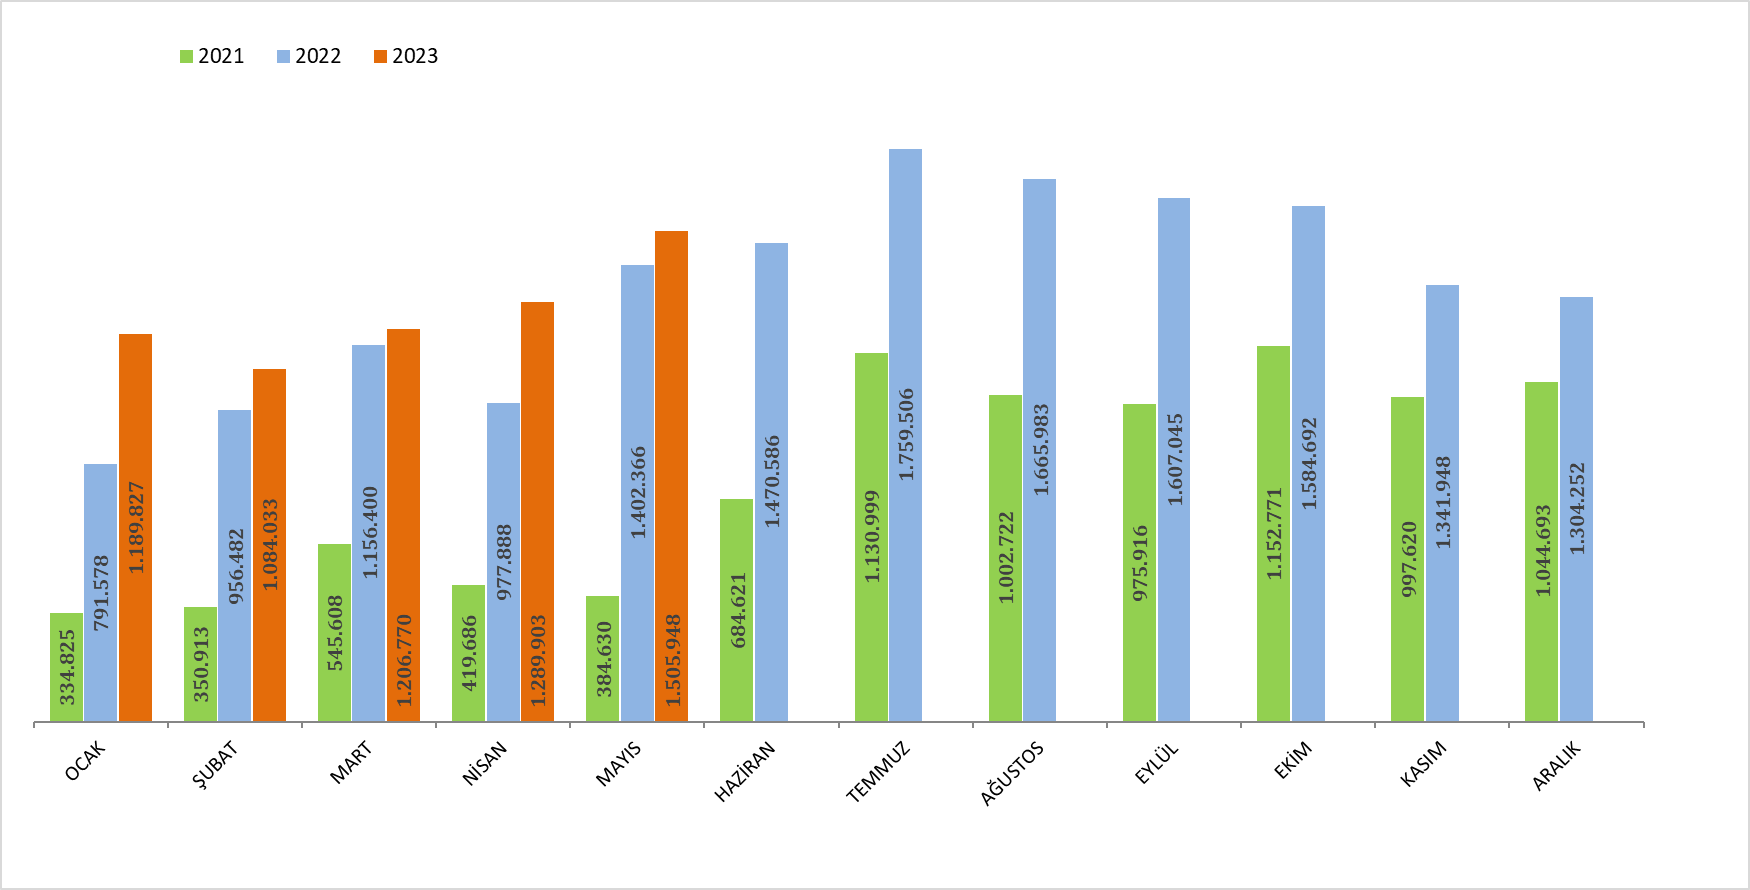 2021 2022 2023
334.825 791.578 1.189.827
350.913 956.482 1.084.033
545.608 1.156.400 1.206.770
419.686 977.888 1.289.903
384.630 1.402.366 1.505.948
684.621 1.470.586
1.130.999 1.759.506
1.002.722 1.665.983
975.916 1.607.045
1.152.771 1.584.692
997.620 1.341.948
1.044.693 1.304.252
OCAK ŞUBAT MART NİSAN MAYIS HAZİRAN TEMMUZ AĞUSTOS EYLÜL EKİM KASIM ARALIK